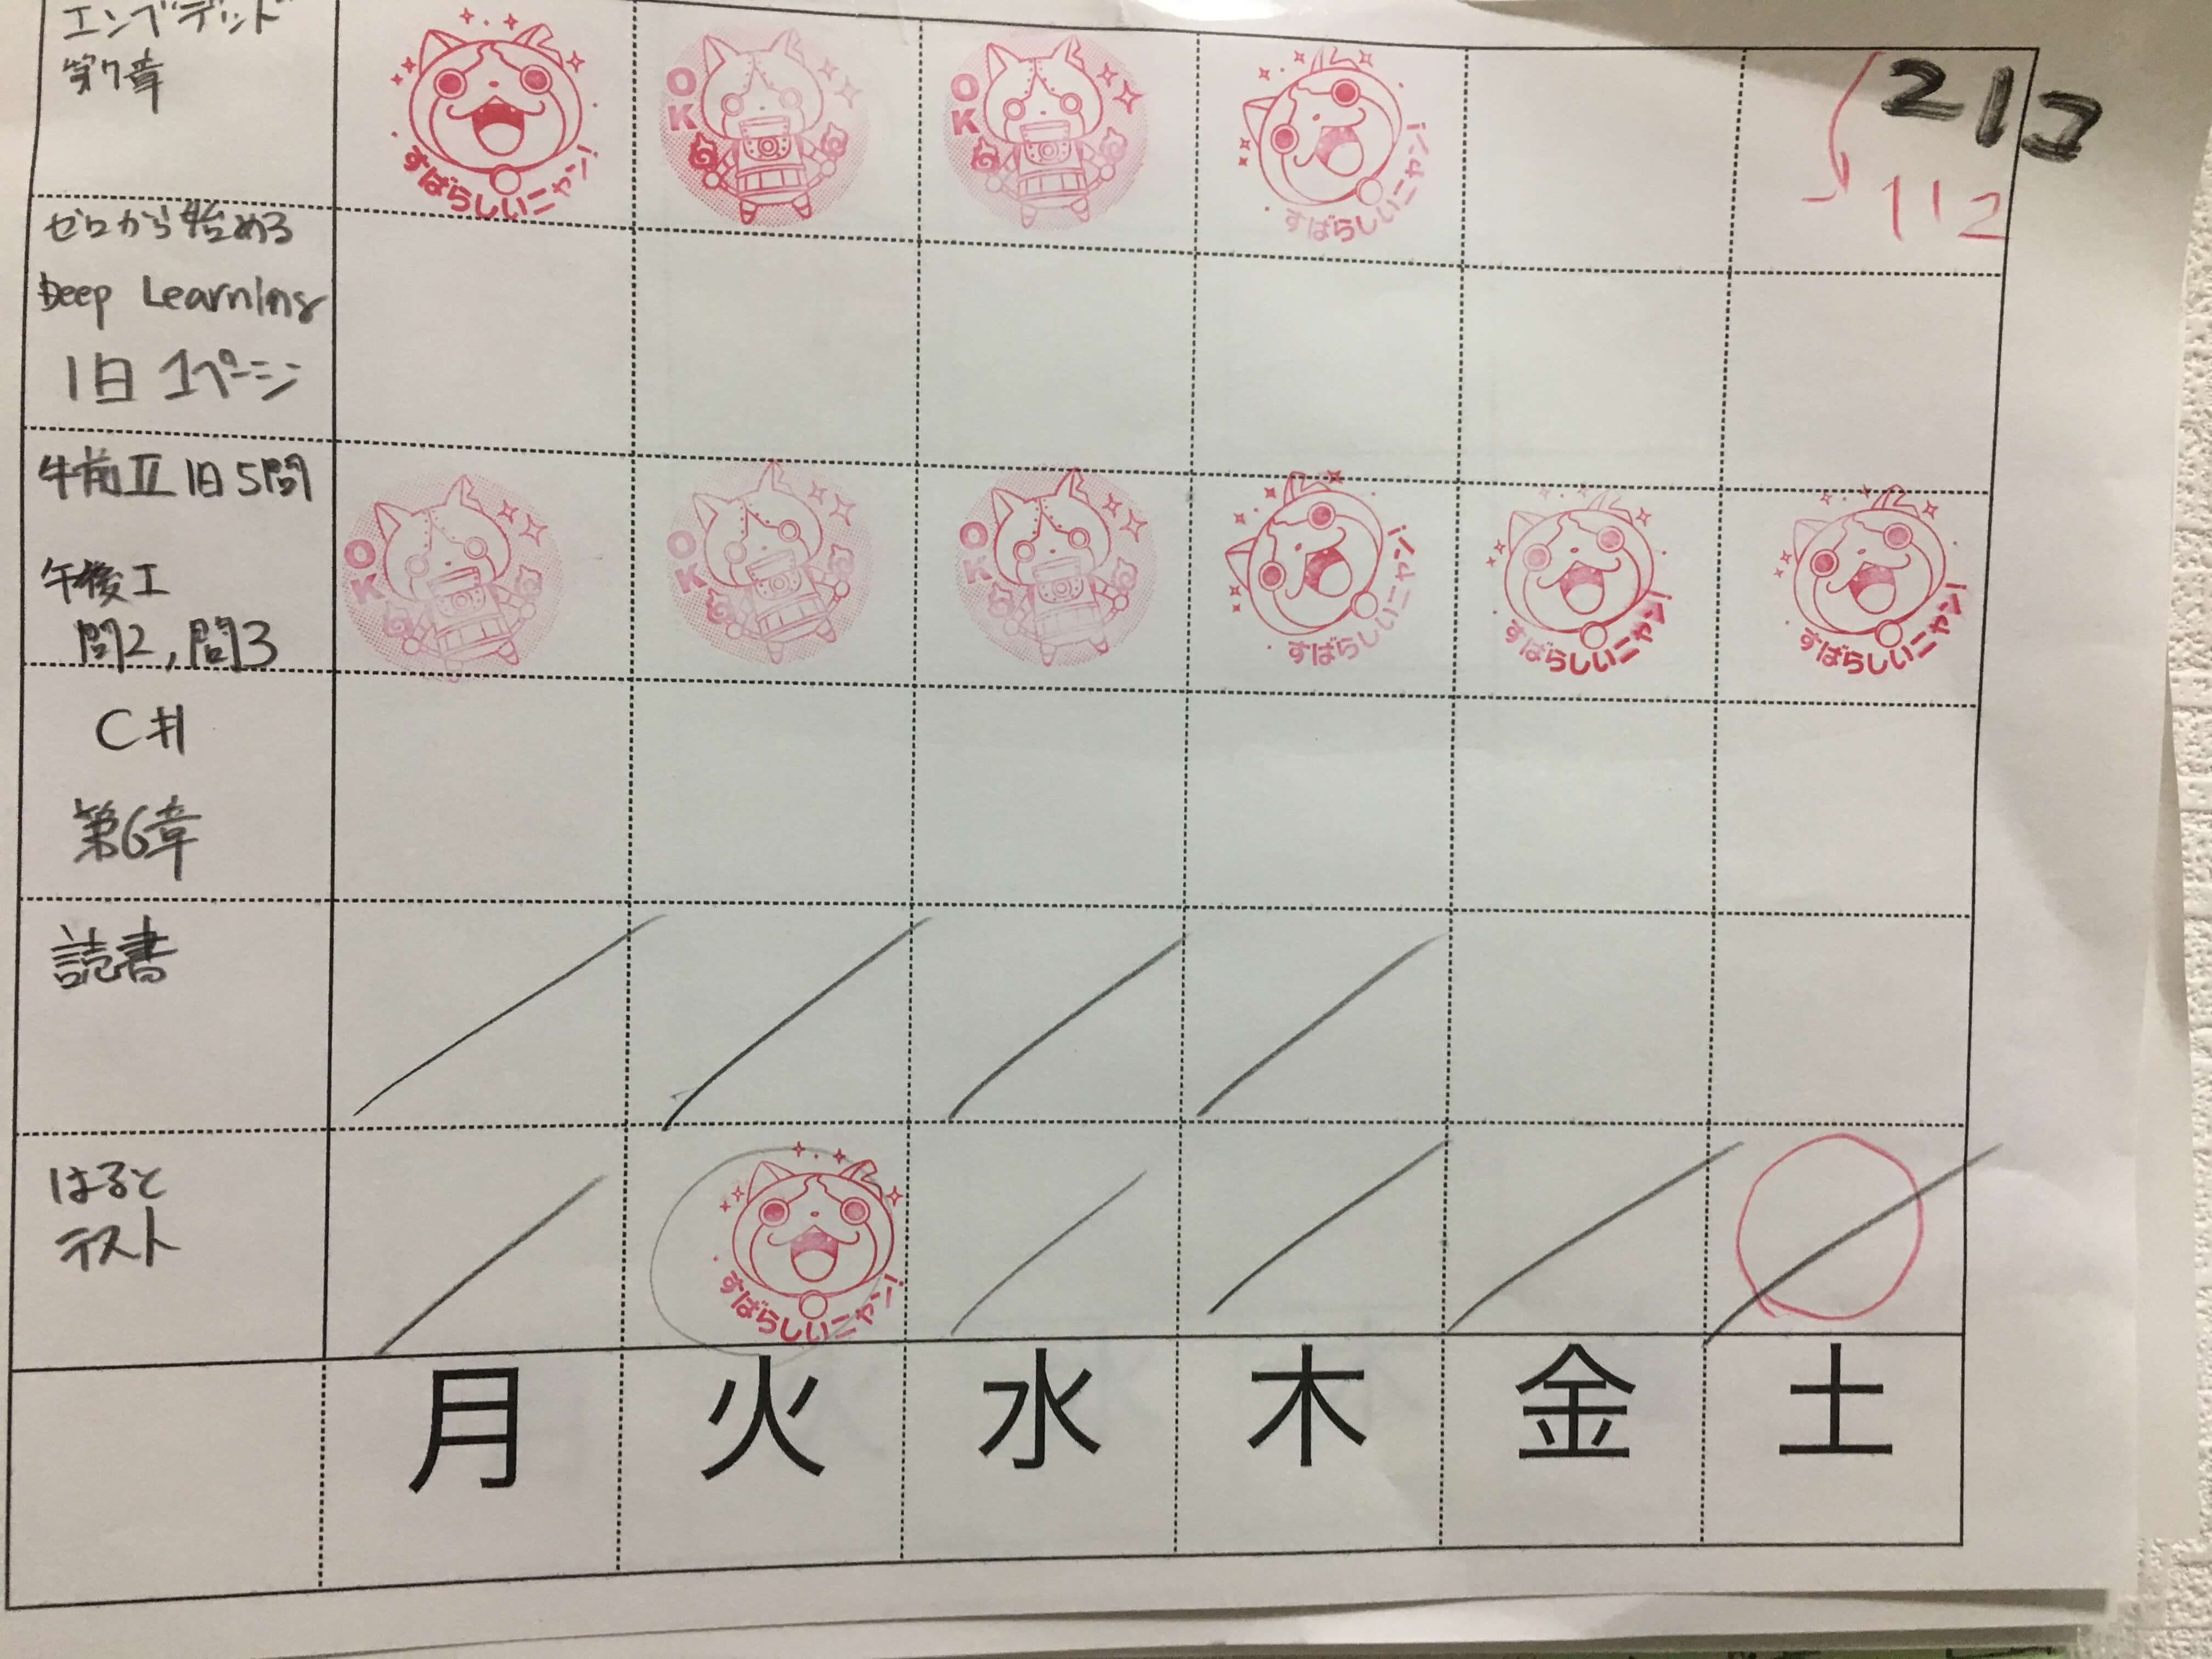 エンベデッド
第7章
すばらしいニャン!
OK
OK
すばらしいニャン!
ゼロから始める
Deep Learning
1日 1ページ
午前Ⅱ 1日5問
午後Ⅰ
問2, 問3
OK
OK
OK
すばらしいニャン!
すばらしいニャン!
すばらしいニャン!
C#
第6章
読書
はると
テスト
すばらしいニャン!
月 火 水 木 金 土